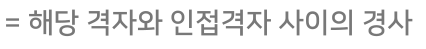 = 해당 격자와 인접격자 사이의 경사